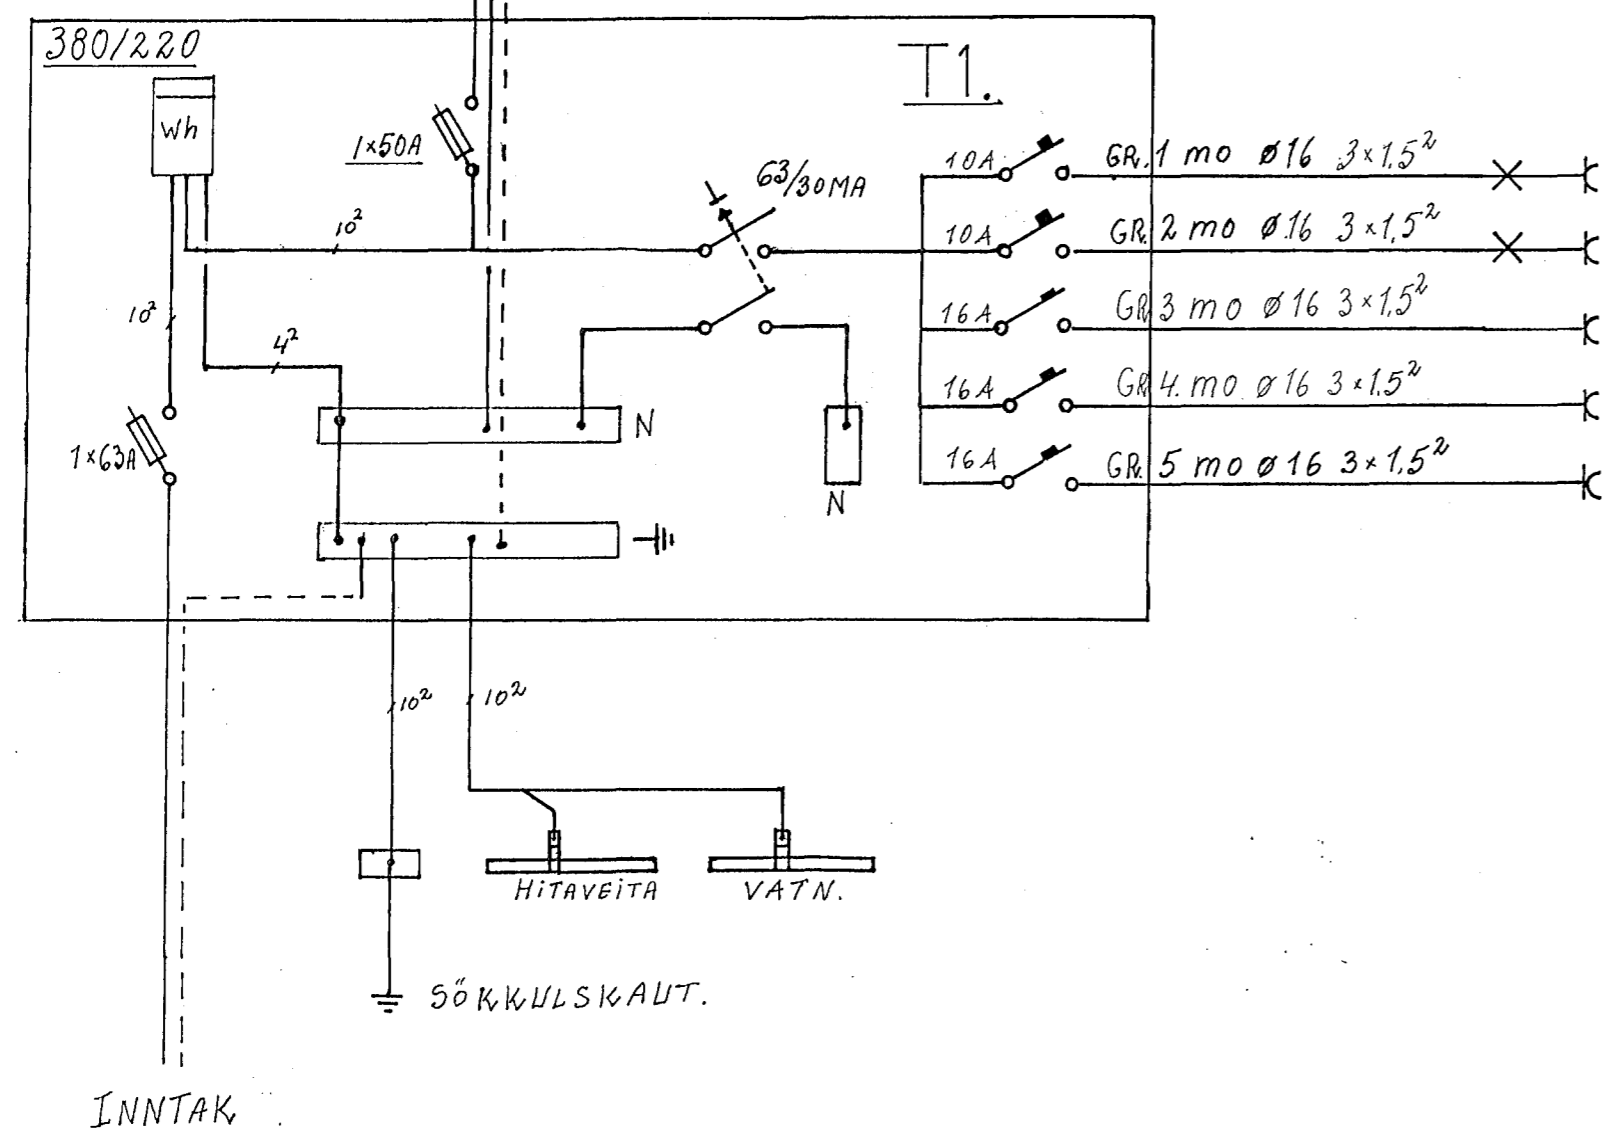 380/220
T1.
Wh
1×50A
63/30MA
10²
10²
4²
1×63A
N
N
10A GR.1 mo ø16 3×1.5²
10A GR.2 mo ø16 3×1,5²
16A GR.3 mo ø16 3×1,5²
16A GR.4. mo ø16 3×1.5²
16A GR.5 mo ø16 3×1,5²
10²
10²
HITAVEITA
VATN.
SÖKKULSKAUT.
INNTAK